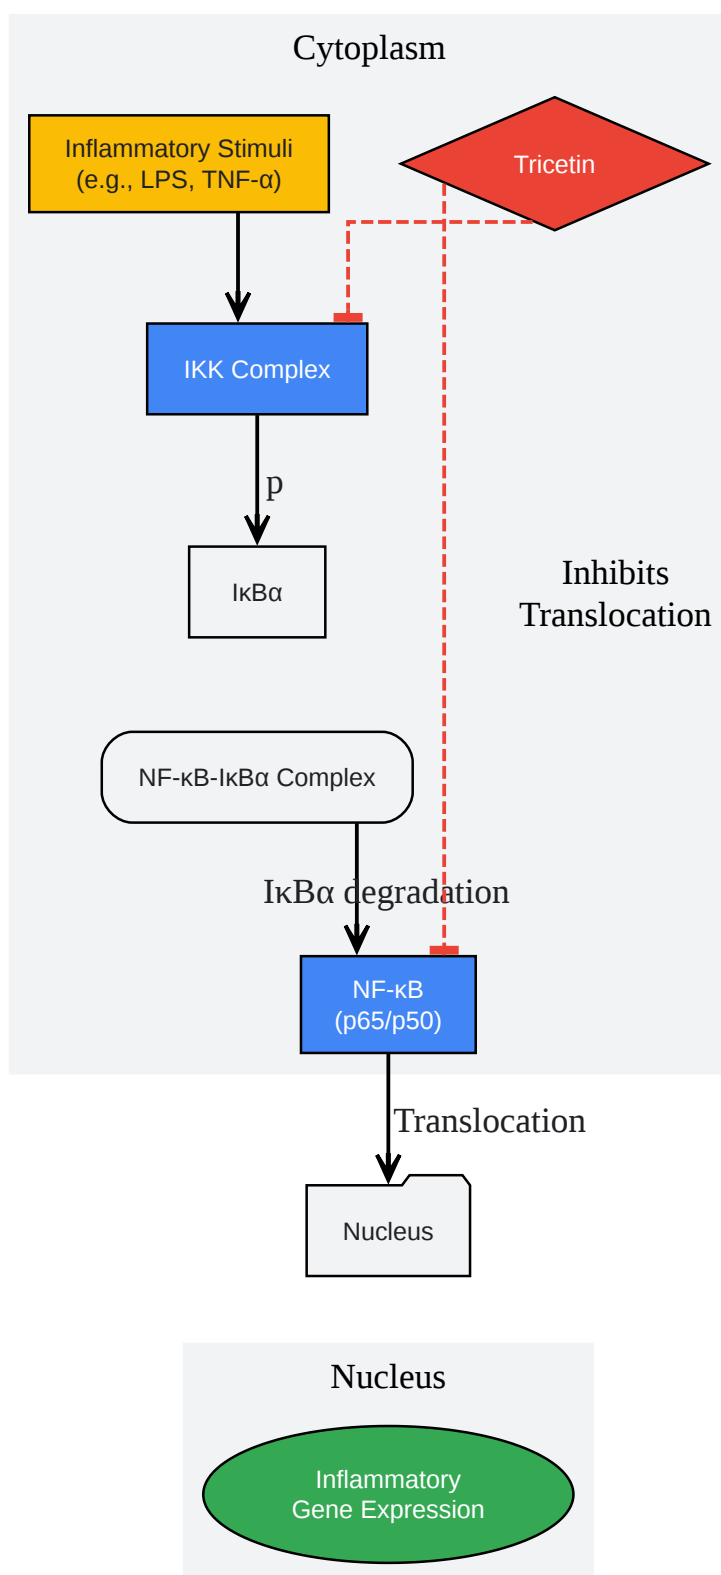 Cytoplasm
Inflammatory Stimuli
(e.g., LPS, TNF-α)
Tricetin
IKK Complex
p
IκBα
Inhibits
Translocation
NF-κB-IκBα Complex
IκBα degradation
NF-κB
(p65/p50)
Translocation
Nucleus
Nucleus
Inflammatory
Gene Expression